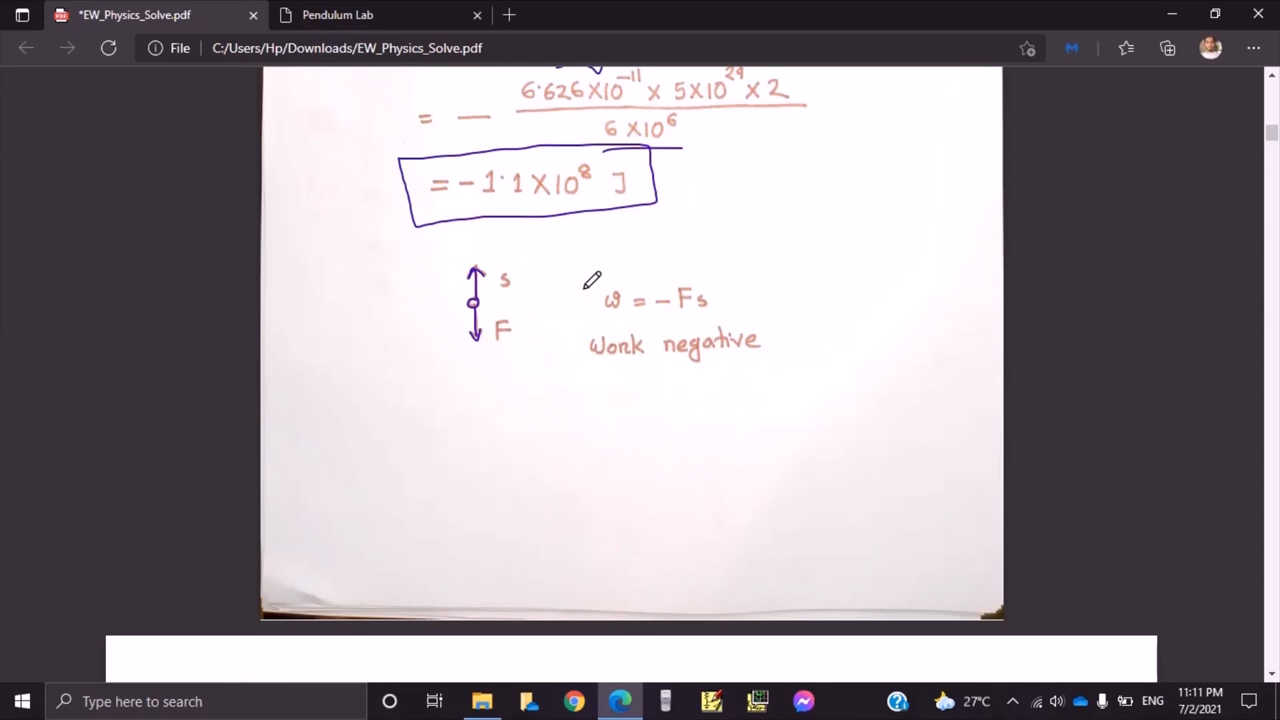 *EW_Physics_Solve.pdf
Pendulum Lab
File C:/Users/Hp/Downloads/EW_Physics_Solve.pdf
6.626×10⁻¹¹ × 5×10²⁴ × 2
= —
6×10⁶
= -1.1×10⁸ J
s
F
W = -Fs
Work negative
Type here to search
27°C
ENG
11:11 PM
7/2/2021